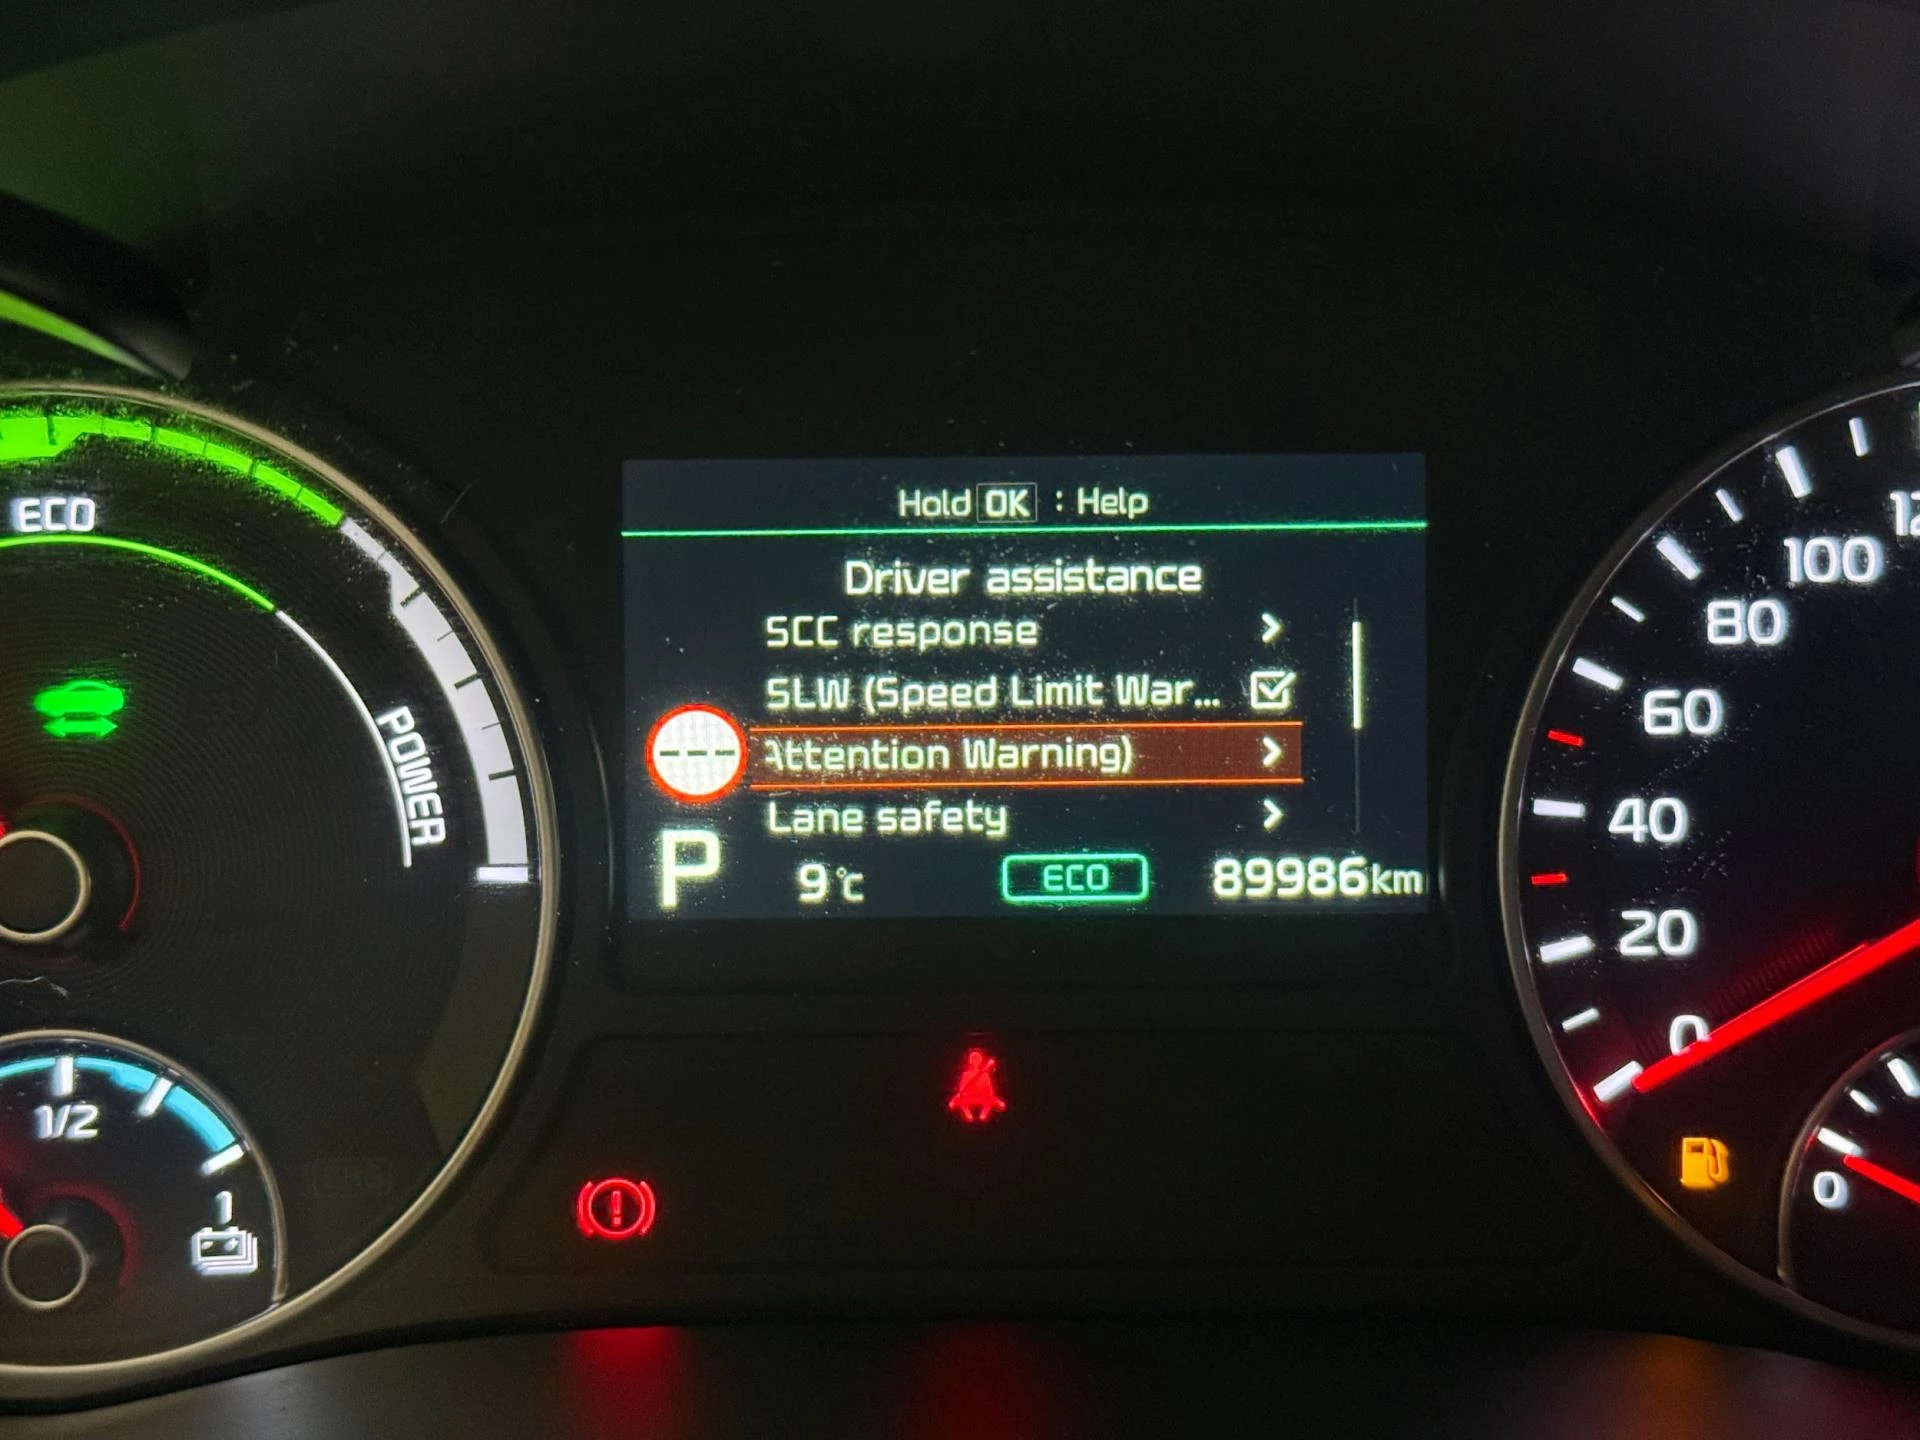 Hold OK : Help
Driver assistance
SCC response
SLW (Speed Limit War...
Attention Warning)
Lane safety
---
P
9°C
ECO
89986km
ECO
POWER
1/2
1
100
80
60
40
20
0
0